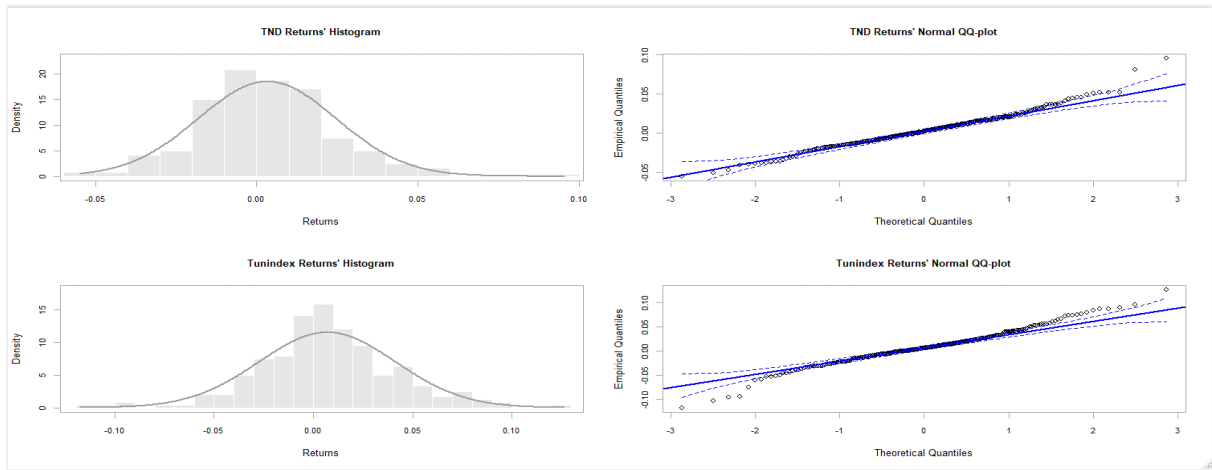 TND Returns' Histogram
Density
0 5 10 15 20
-0.05 0.00 0.05 0.10
Returns
TND Returns' Normal QQ-plot
Empirical Quantiles
-0.05 0.00 0.05 0.10
-3 -2 -1 0 1 2 3
Theoretical Quantiles
Tunindex Returns' Histogram
Density
0 5 10 15
-0.10 -0.05 0.00 0.05 0.10
Returns
Tunindex Returns' Normal QQ-plot
Empirical Quantiles
-0.10 -0.05 0.00 0.05 0.10
-3 -2 -1 0 1 2 3
Theoretical Quantiles